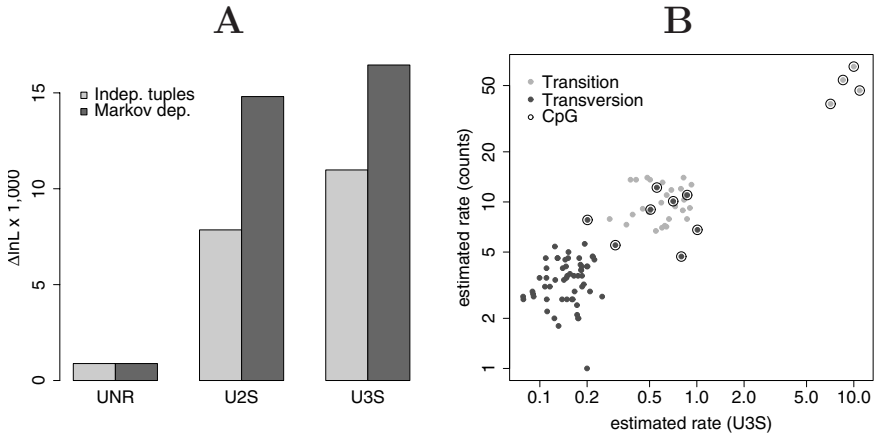 A
B
Indep. tuples
Markov dep.
ΔlnL x 1,000
0
5
10
15
UNR
U2S
U3S
Transition
Transversion
CpG
estimated rate (counts)
1
2
5
10
20
50
0.1
0.2
0.5
1.0
2.0
5.0
10.0
estimated rate (U3S)